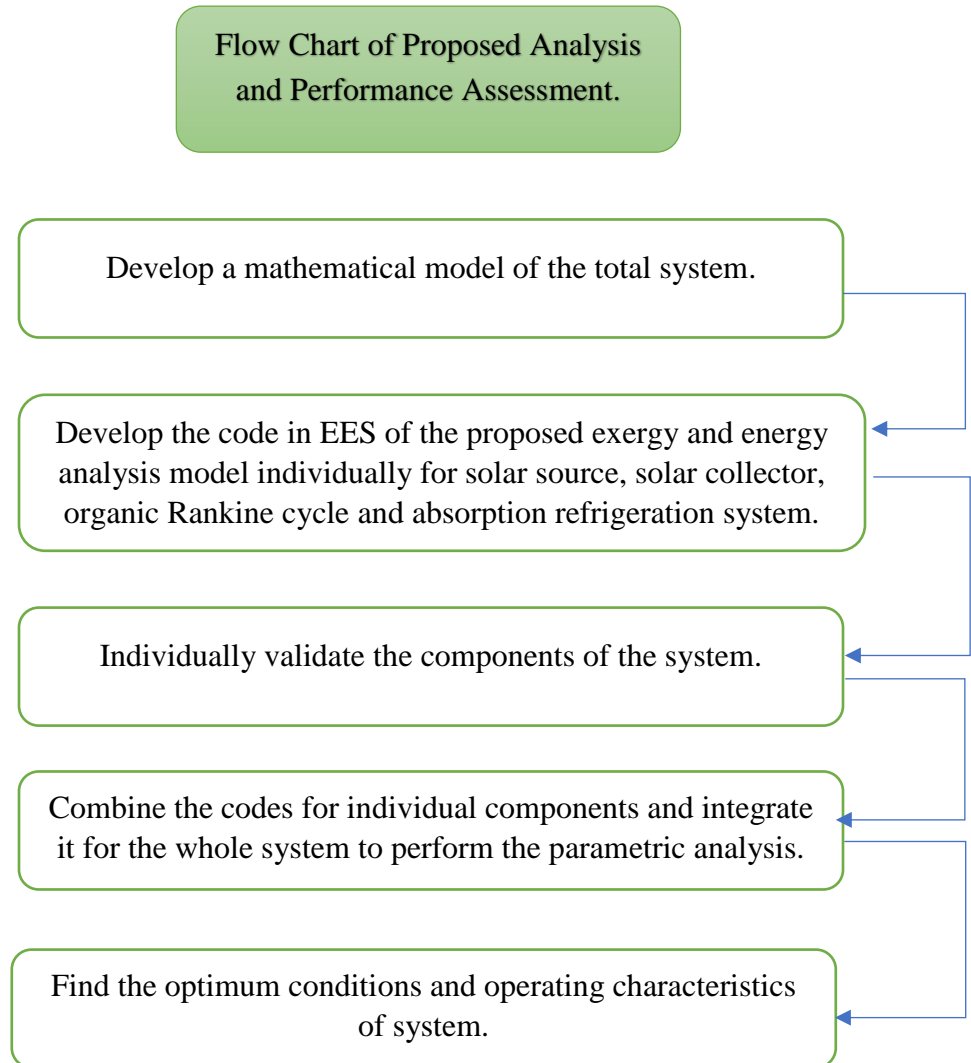 Flow Chart of Proposed Analysis
and Performance Assessment.
Develop a mathematical model of the total system.
Develop the code in EES of the proposed exergy and energy
analysis model individually for solar source, solar collector,
organic Rankine cycle and absorption refrigeration system.
Individually validate the components of the system.
Combine the codes for individual components and integrate
it for the whole system to perform the parametric analysis.
Find the optimum conditions and operating characteristics
of system.